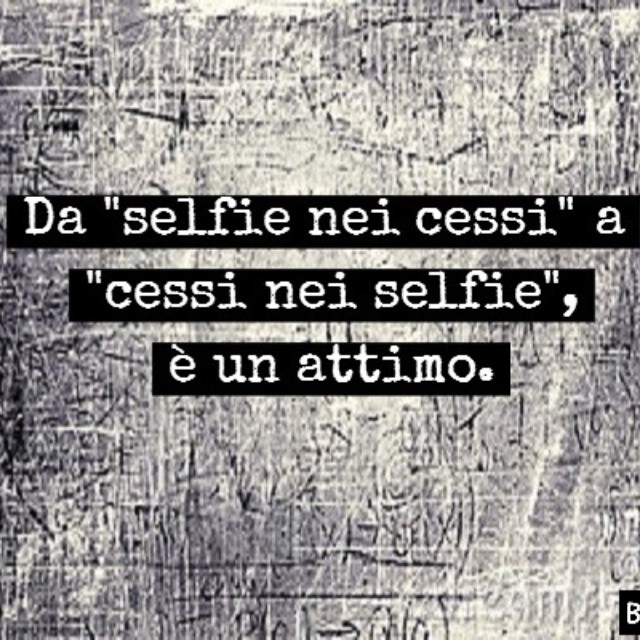 Da "selfie nei cessi" a
"cessi nei selfie",
è un attimo.
B